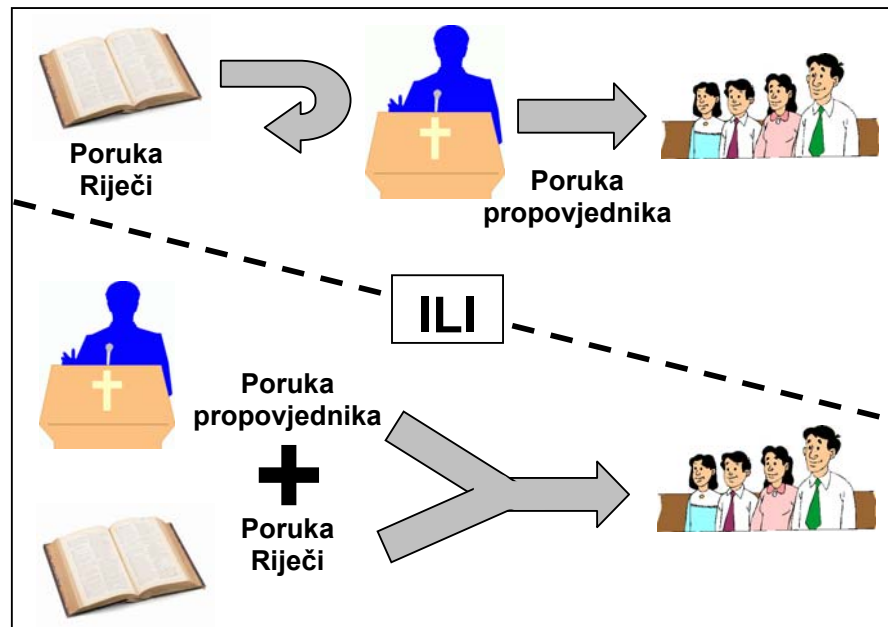 Poruka
Riječi
Poruka
propovjednika
ILI
Poruka
propovjednika
Poruka
Riječi